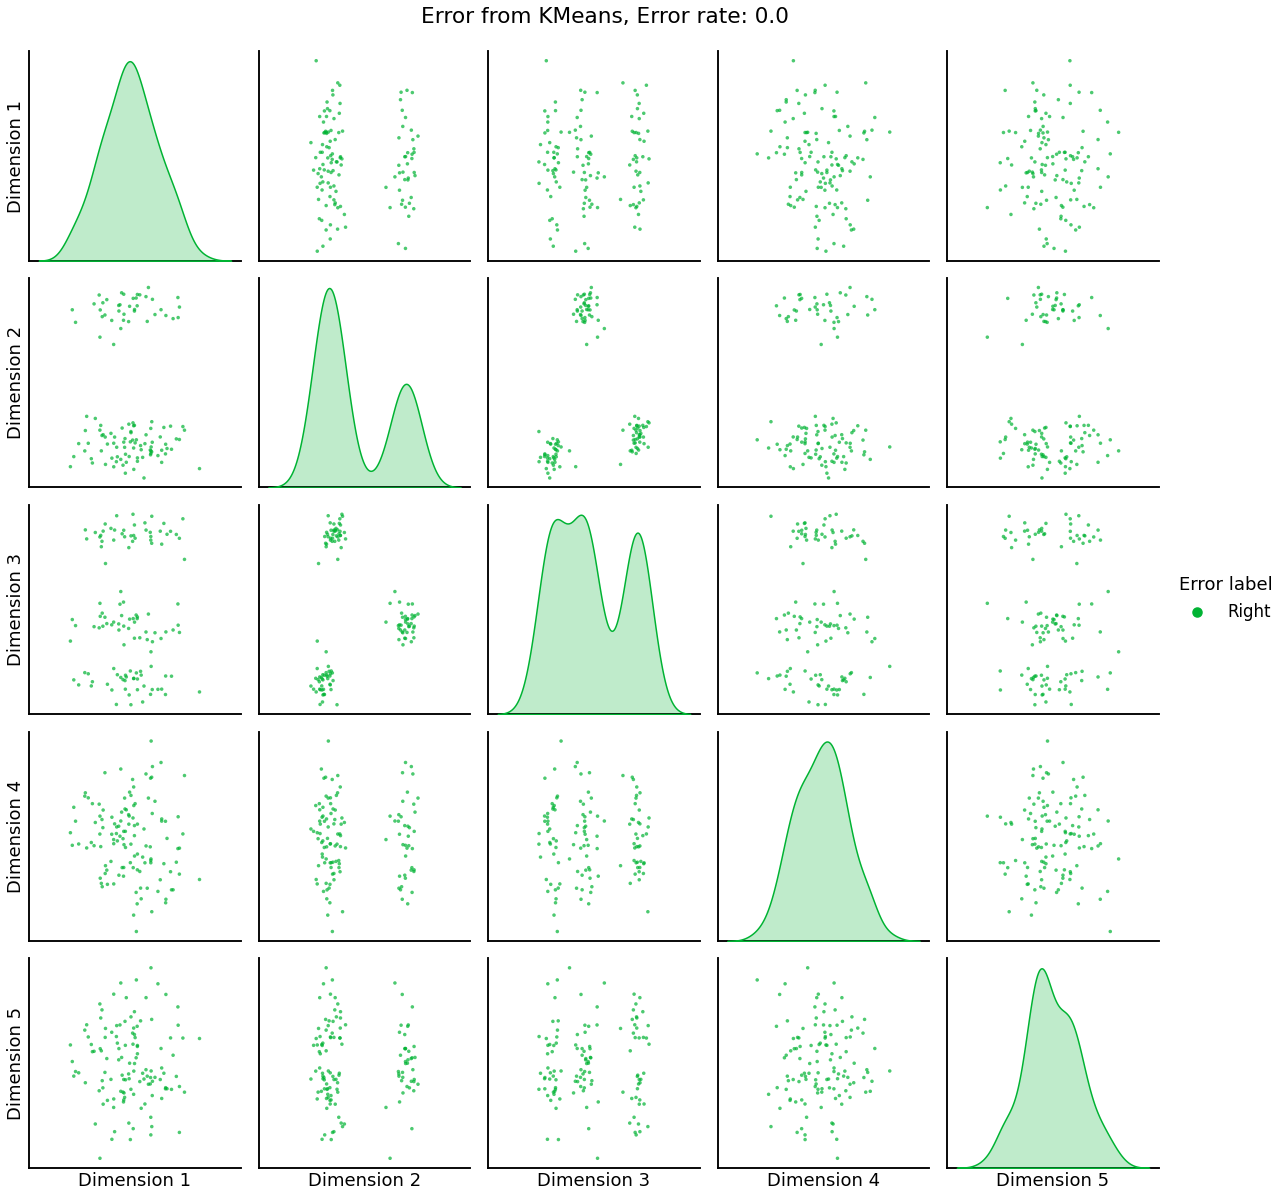 Error from KMeans, Error rate: 0.0
Dimension 1
Dimension 2
Dimension 3
Dimension 4
Dimension 5
Error label
Right
Dimension 1
Dimension 2
Dimension 3
Dimension 4
Dimension 5